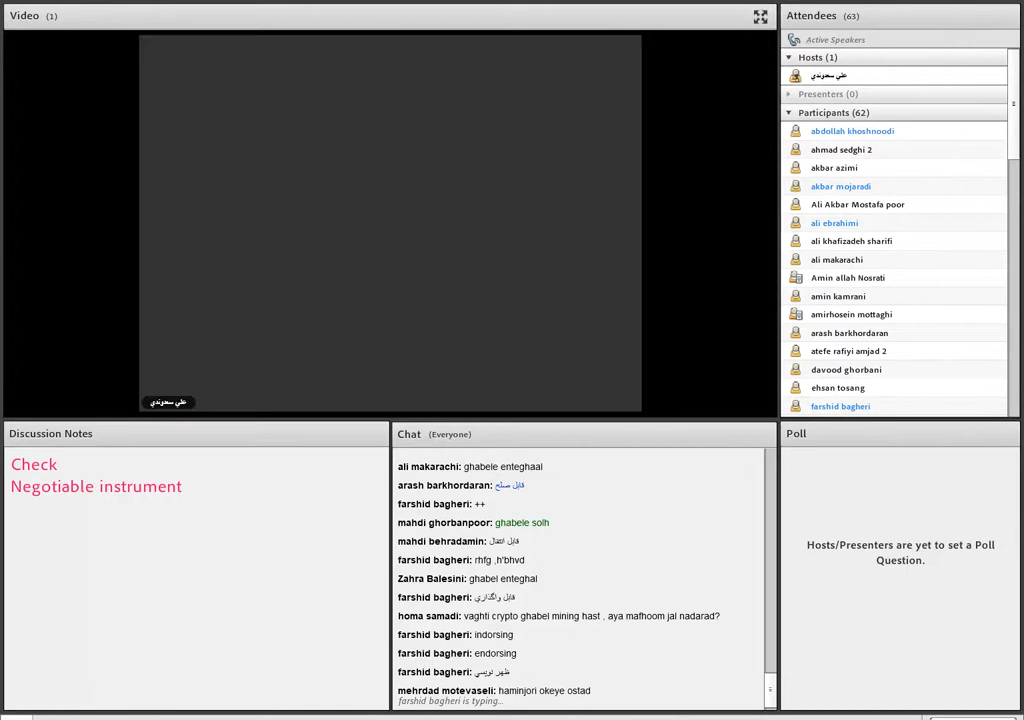 Video (1)
علي سعدوندي
Attendees (63)
Active Speakers
Hosts (1)
علي سعدوندي
Presenters (0)
Participants (62)
abdollah khoshnoodi
ahmad sedghi 2
akbar azimi
akbar mojaradi
Ali Akbar Mostafa poor
ali ebrahimi
ali khafizadeh sharifi
ali makarachi
Amin allah Nosrati
amin kamrani
amirhosein mottaghi
arash barkhordaran
atefe rafiyi amjad 2
davood ghorbani
ehsan tosang
farshid bagheri
Discussion Notes
Check
Negotiable instrument
Chat (Everyone)
ali makarachi: ghabele enteghaal
arash barkhordaran: قابل صلح
farshid bagheri: ++
mahdi ghorbanpoor: ghabele solh
mahdi behradamin: قابل انتقال
farshid bagheri: rhfg ,h'bhvd
Zahra Balesini: ghabel enteghal
farshid bagheri: قابل واگذاري
homa samadi: vaghti crypto ghabel mining hast , aya mafhoom jal nadarad?
farshid bagheri: indorsing
farshid bagheri: endorsing
farshid bagheri: ظهر نويسي
mehrdad motevaseli: haminjori okeye ostad
farshid bagheri is typing...
Poll
Hosts/Presenters are yet to set a Poll
Question.